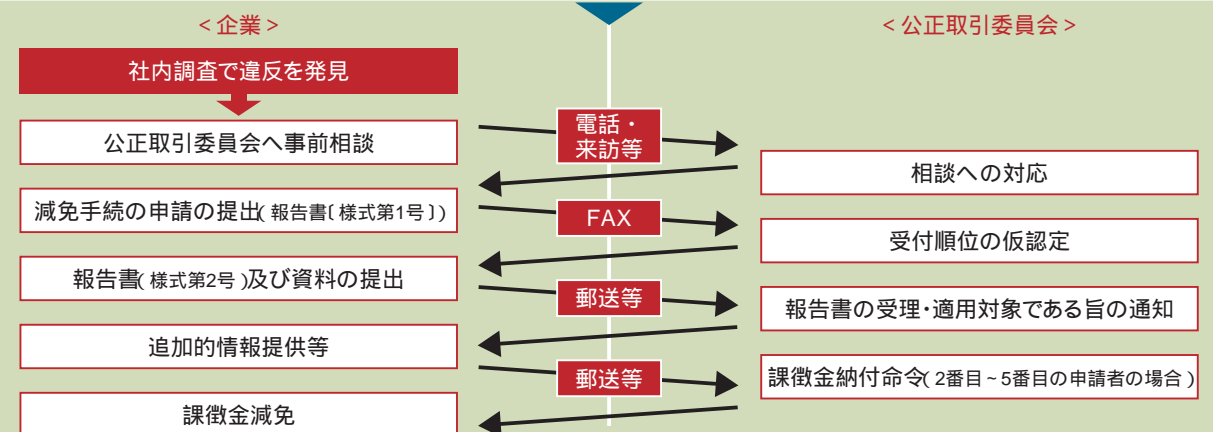 <企業>
<公正取引委員会>
社内調査で違反を発見
公正取引委員会へ事前相談
電話・
来訪等
相談への対応
減免手続の申請の提出(報告書〔様式第1号〕)
FAX
受付順位の仮認定
報告書(様式第2号)及び資料の提出
郵送等
報告書の受理・適用対象である旨の通知
追加的情報提供等
郵送等
課徴金納付命令(2番目~5番目の申請者の場合)
課徴金減免